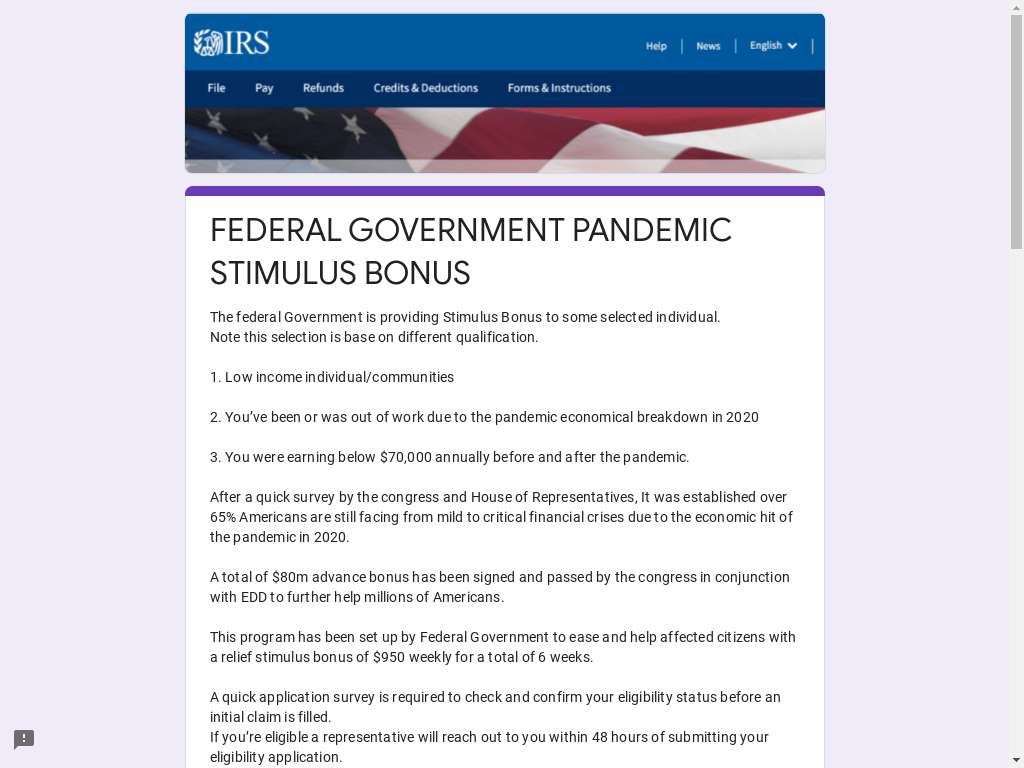 IRS
Help | News | English |
File Pay Refunds Credits & Deductions Forms & Instructions
FEDERAL GOVERNMENT PANDEMIC
STIMULUS BONUS
The federal Government is providing Stimulus Bonus to some selected individual.
Note this selection is base on different qualification.
1. Low income individual/communities
2. You’ve been or was out of work due to the pandemic economical breakdown in 2020
3. You were earning below $70,000 annually before and after the pandemic.
After a quick survey by the congress and House of Representatives, It was established over
65% Americans are still facing from mild to critical financial crises due to the economic hit of
the pandemic in 2020.
A total of $80m advance bonus has been signed and passed by the congress in conjunction
with EDD to further help millions of Americans.
This program has been set up by Federal Government to ease and help affected citizens with
a relief stimulus bonus of $950 weekly for a total of 6 weeks.
A quick application survey is required to check and confirm your eligibility status before an
initial claim is filled.
If you’re eligible a representative will reach out to you within 48 hours of submitting your
eligibility application.